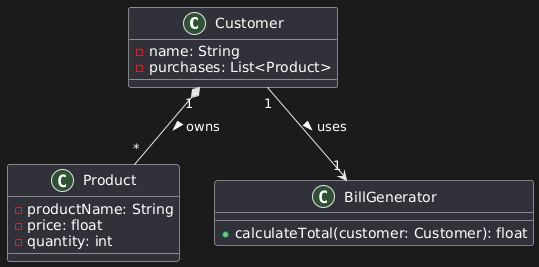 C Customer
name: String
purchases: List<Product>
1
1
owns
uses
*
1
C Product
productName: String
price: float
quantity: int
C BillGenerator
calculateTotal(customer: Customer): float